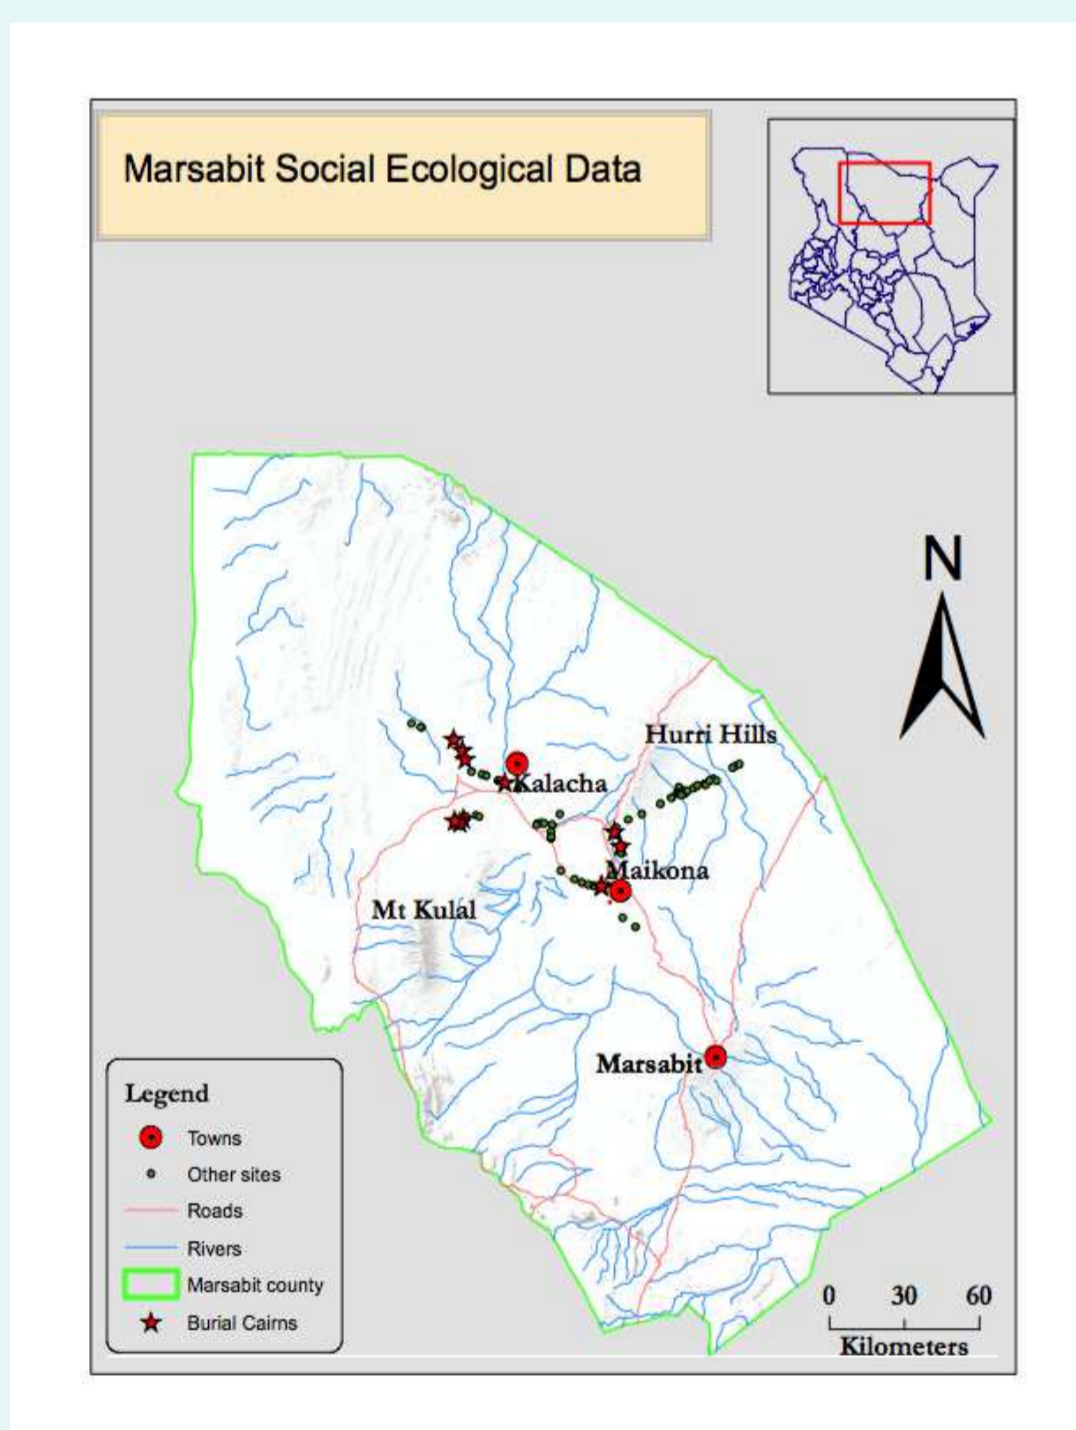 Marsabit Social Ecological Data
N
Hurri Hills
Kalacha
Maikona
Mt Kulal
Marsabit
Legend
Towns
Other sites
Roads
Rivers
Marsabit county
Burial Cairns
0 30 60
Kilometers